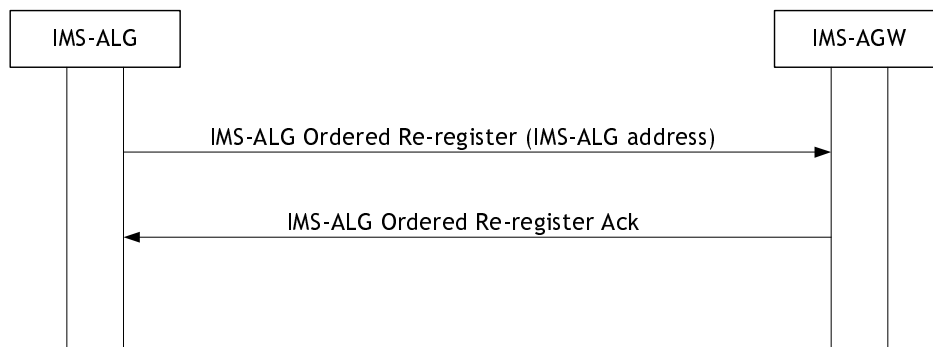 IMS-ALG
IMS-AGW
IMS-ALG Ordered Re-register (IMS-ALG address)
IMS-ALG Ordered Re-register Ack